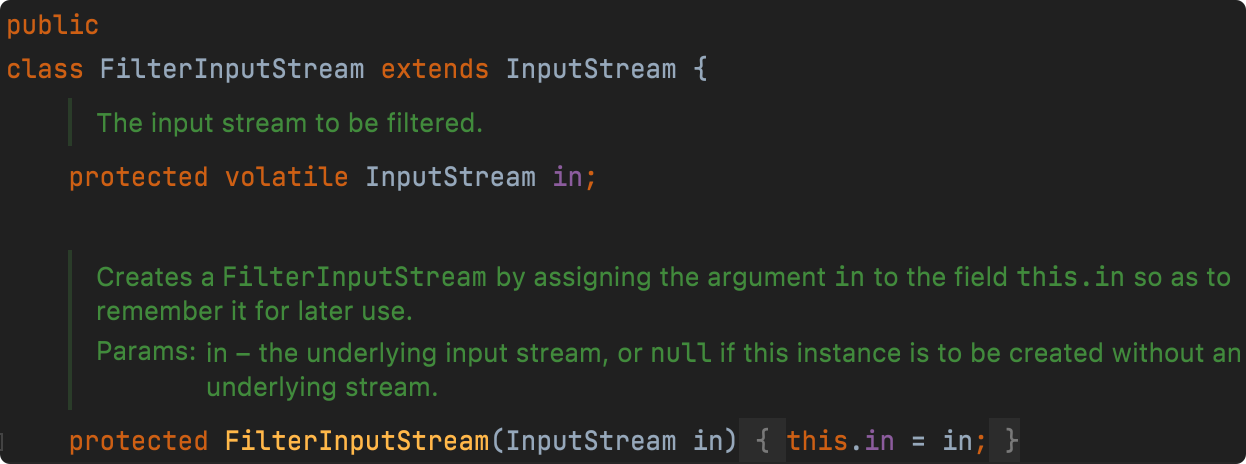 public
class FilterInputStream extends InputStream {
The input stream to be filtered.
protected volatile InputStream in;
Creates a FilterInputStream by assigning the argument in to the field this.in so as to
remember it for later use.
Params: in – the underlying input stream, or null if this instance is to be created without an
underlying stream.
protected FilterInputStream(InputStream in) { this.in = in; }